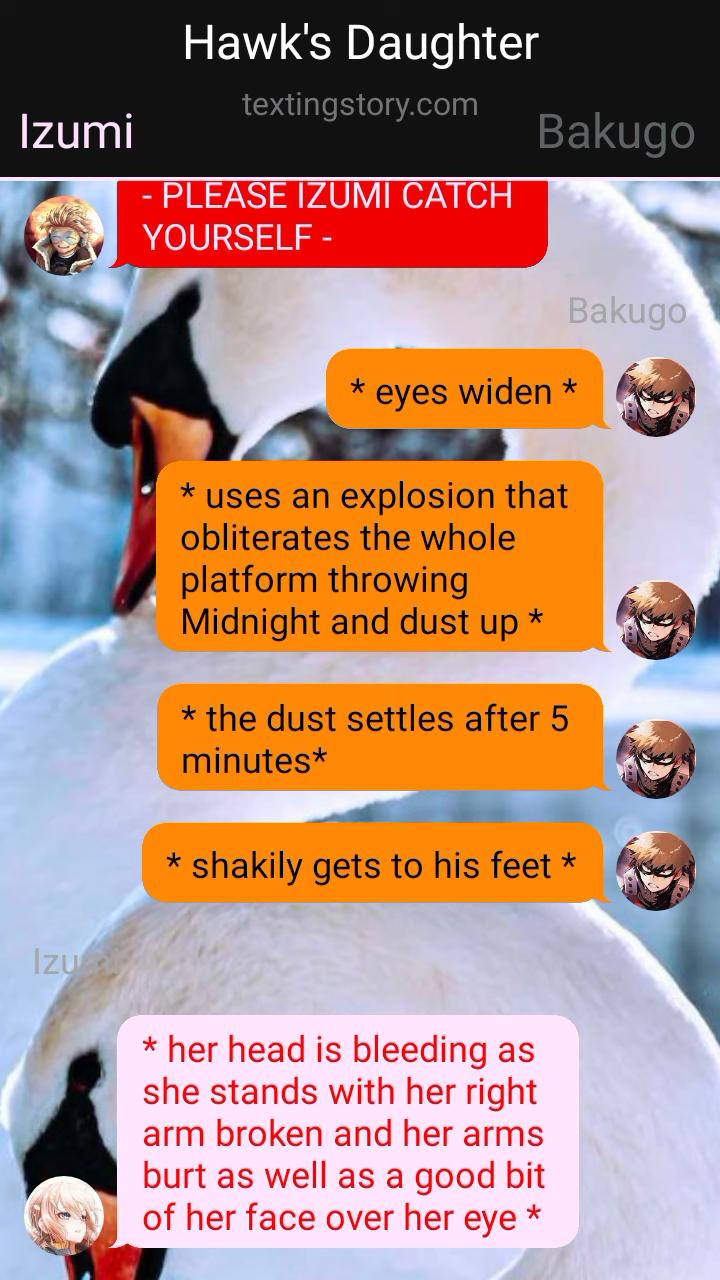 Hawk's Daughter
textingstory.com
Izumi
Bakugo
- PLEASE IZUMI CATCH
YOURSELF -
Bakugo
* eyes widen *
* uses an explosion that
obliterates the whole
platform throwing
Midnight and dust up *
* the dust settles after 5
minutes*
* shakily gets to his feet *
Izumi
* her head is bleeding as
she stands with her right
arm broken and her arms
burt as well as a good bit
of her face over her eye *